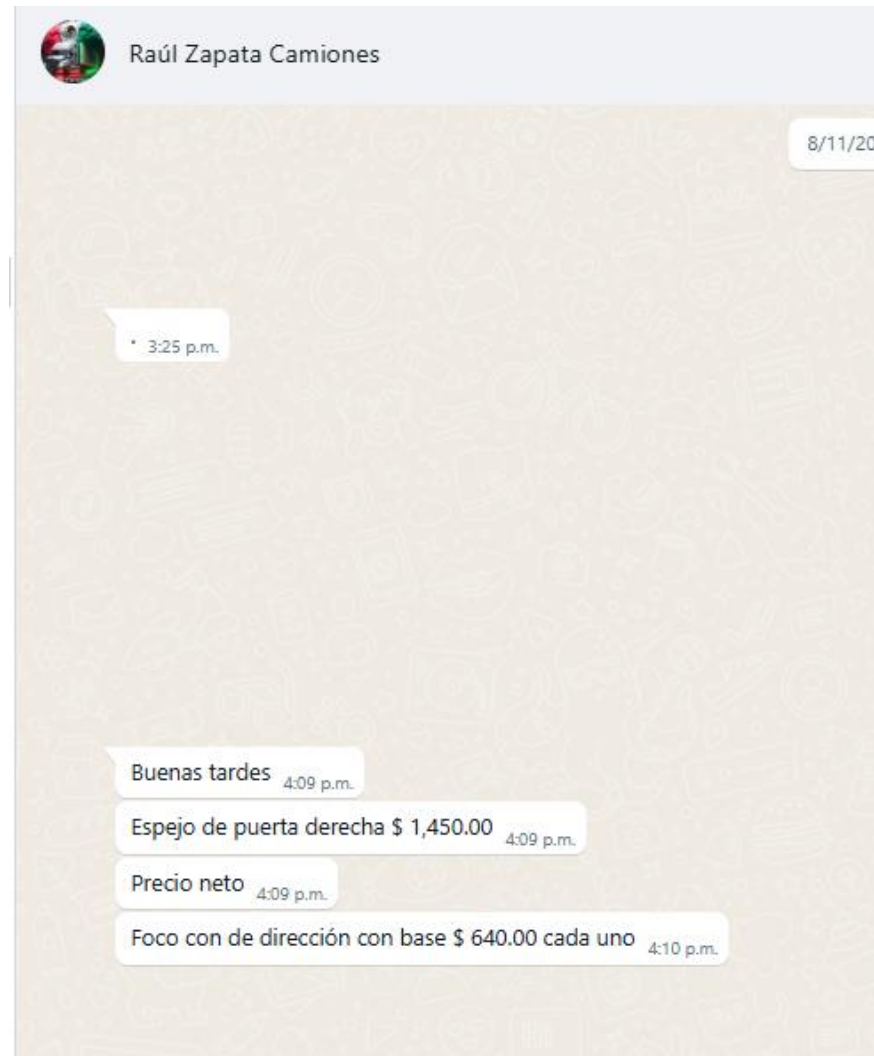 Raúl Zapata Camiones
8/11/20
. 3:25 p.m.
Buenas tardes 4:09 p.m.
Espejo de puerta derecha $ 1,450.00 4:09 p.m.
Precio neto 4:09 p.m.
Foco con de dirección con base $ 640.00 cada uno 4:10 p.m.